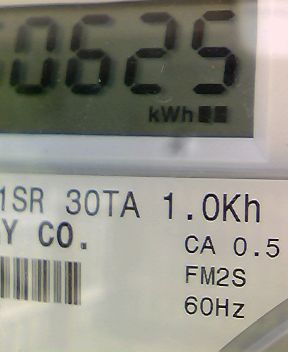 0625
kWh
1SR 30TA 1.0Kh
Y CO.
CA 0.5
FM2S
60Hz